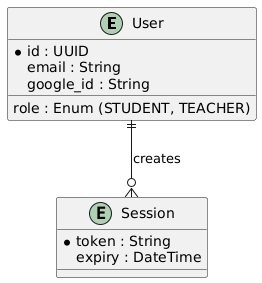 E User
* id : UUID
email : String
google_id : String
role : Enum (STUDENT, TEACHER)
creates
E Session
* token : String
expiry : DateTime